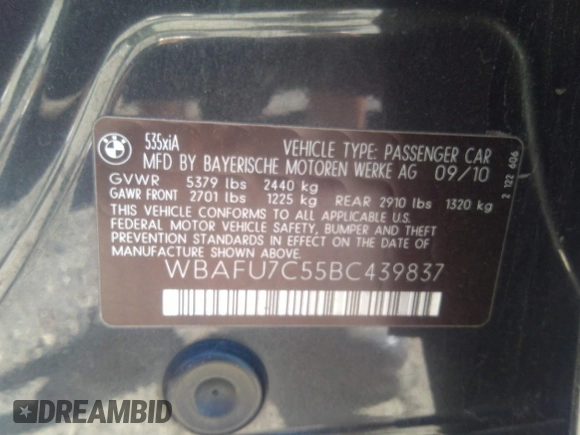 BMW
535xiA
VEHICLE TYPE: PASSENGER CAR
MFD BY BAYERISCHE MOTOREN WERKE AG 09/10
GVWR 5379 lbs 2440 kg
GAWR FRONT 2701 lbs 1225 kg REAR 2910 lbs 1320 kg
THIS VEHICLE CONFORMS TO ALL APPLICABLE U.S.
FEDERAL MOTOR VEHICLE SAFETY, BUMPER AND THEFT
PREVENTION STANDARDS IN EFFECT ON THE DATE OF
MANUFACTURE SHOWN ABOVE.
WBAFU7C55BC439837
2 122 606
DREAMBID